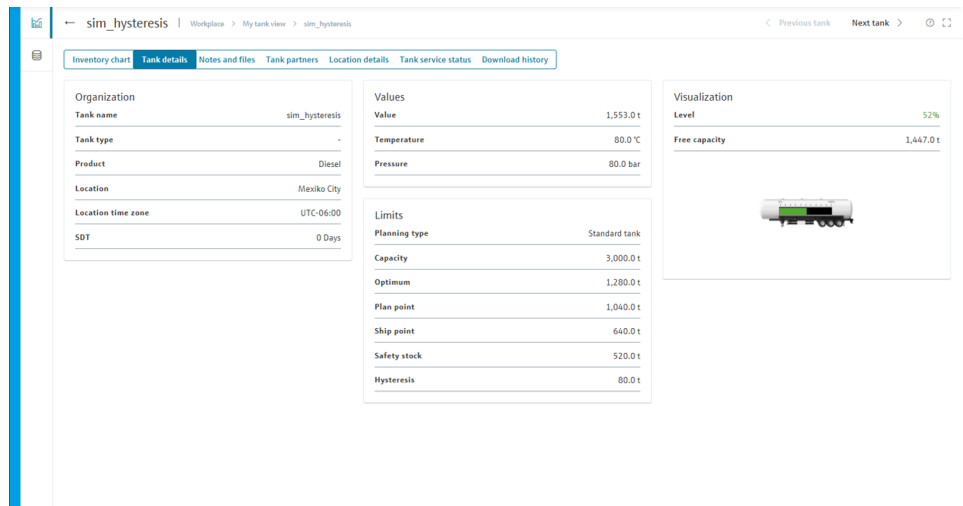 ← sim_hysteresis | Workplace > My tank view > sim_hysteresis < Previous tank Next tank >
Inventory chart Tank details Notes and files Tank partners Location details Tank service status Download history
Organization
Tank name sim_hysteresis
Tank type -
Product Diesel
Location Mexiko City
Location time zone UTC-06:00
SDT 0 Days
Values
Value 1,553.0 t
Temperature 80.0 °C
Pressure 80.0 bar
Limits
Planning type Standard tank
Capacity 3,000.0 t
Optimum 1,280.0 t
Plan point 1,040.0 t
Ship point 640.0 t
Safety stock 520.0 t
Hysteresis 80.0 t
Visualization
Level 52%
Free capacity 1,447.0 t